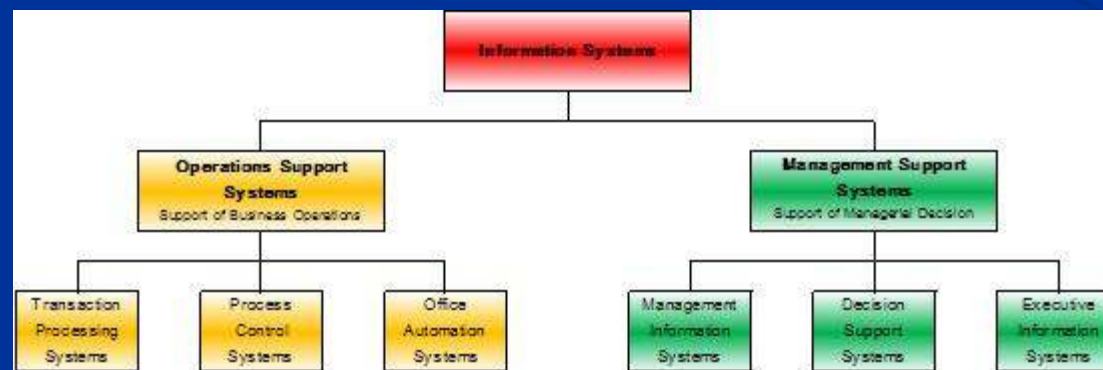 Information Systems
Operations Support
Systems
Support of Business Operations
Management Support
Systems
Support of Managerial Decision
Transaction
Processing
Systems
Process
Control
Systems
Office
Automation
Systems
Management
Information
Systems
Decision
Support
Systems
Executive
Information
Systems